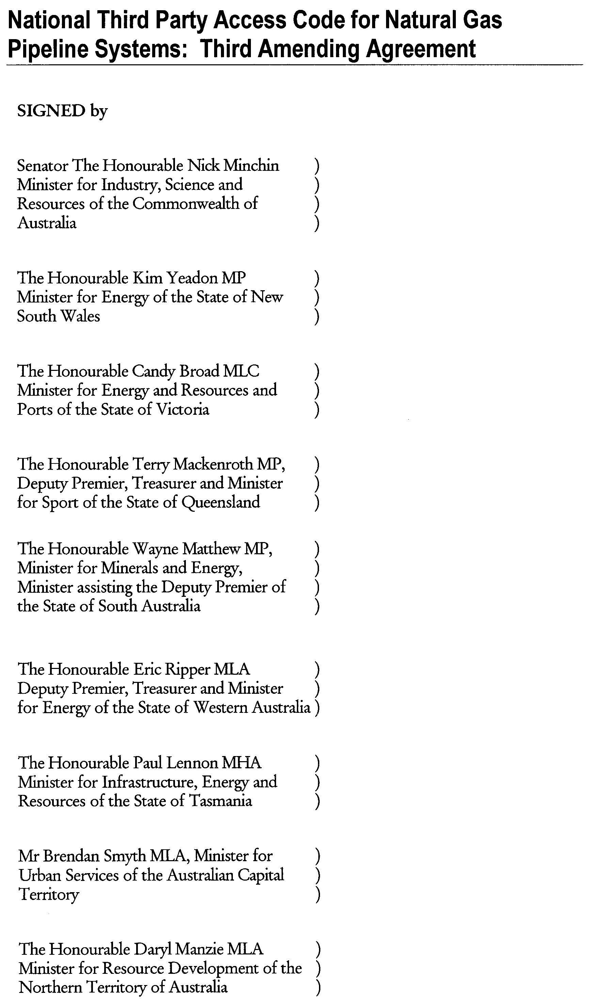 National Third Party Access Code for Natural Gas
Pipeline Systems: Third Amending Agreement
SIGNED by
Senator The Honourable Nick Minchin )
Minister for Industry, Science and )
Resources of the Commonwealth of )
Australia )
The Honourable Kim Yeadon MP )
Minister for Energy of the State of New )
South Wales )
The Honourable Candy Broad MLC )
Minister for Energy and Resources and )
Ports of the State of Victoria )
The Honourable Terry Mackenroth MP, )
Deputy Premier, Treasurer and Minister )
for Sport of the State of Queensland )
The Honourable Wayne Matthew MP, )
Minister for Minerals and Energy, )
Minister assisting the Deputy Premier of )
the State of South Australia )
The Honourable Eric Ripper MLA )
Deputy Premier, Treasurer and Minister )
for Energy of the State of Western Australia )
The Honourable Paul Lennon MHA )
Minister for Infrastructure, Energy and )
Resources of the State of Tasmania )
Mr Brendan Smyth MLA, Minister for )
Urban Services of the Australian Capital )
Territory )
The Honourable Daryl Manzie MLA )
Minister for Resource Development of the )
Northern Territory of Australia )